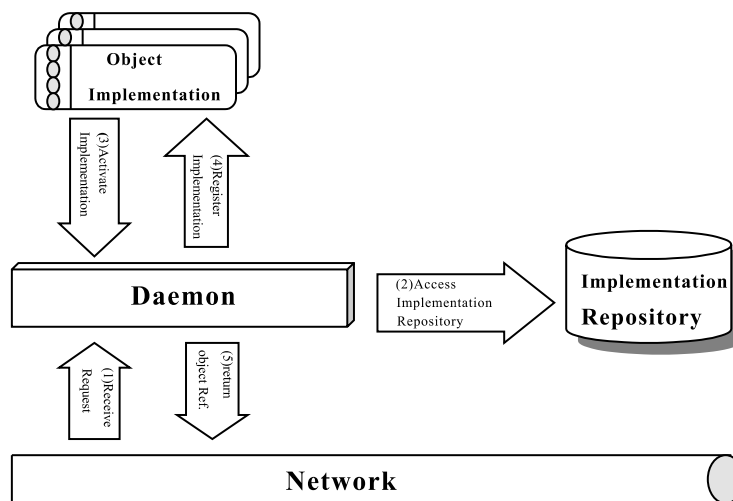 Object
Implementation
(3)Activate
Implementation
(4)Register
Implementation
Daemon
(2)Access
Implementation
Repository
Implementation
Repository
(1)Receive
Request
(5)return
object Ref.
Network